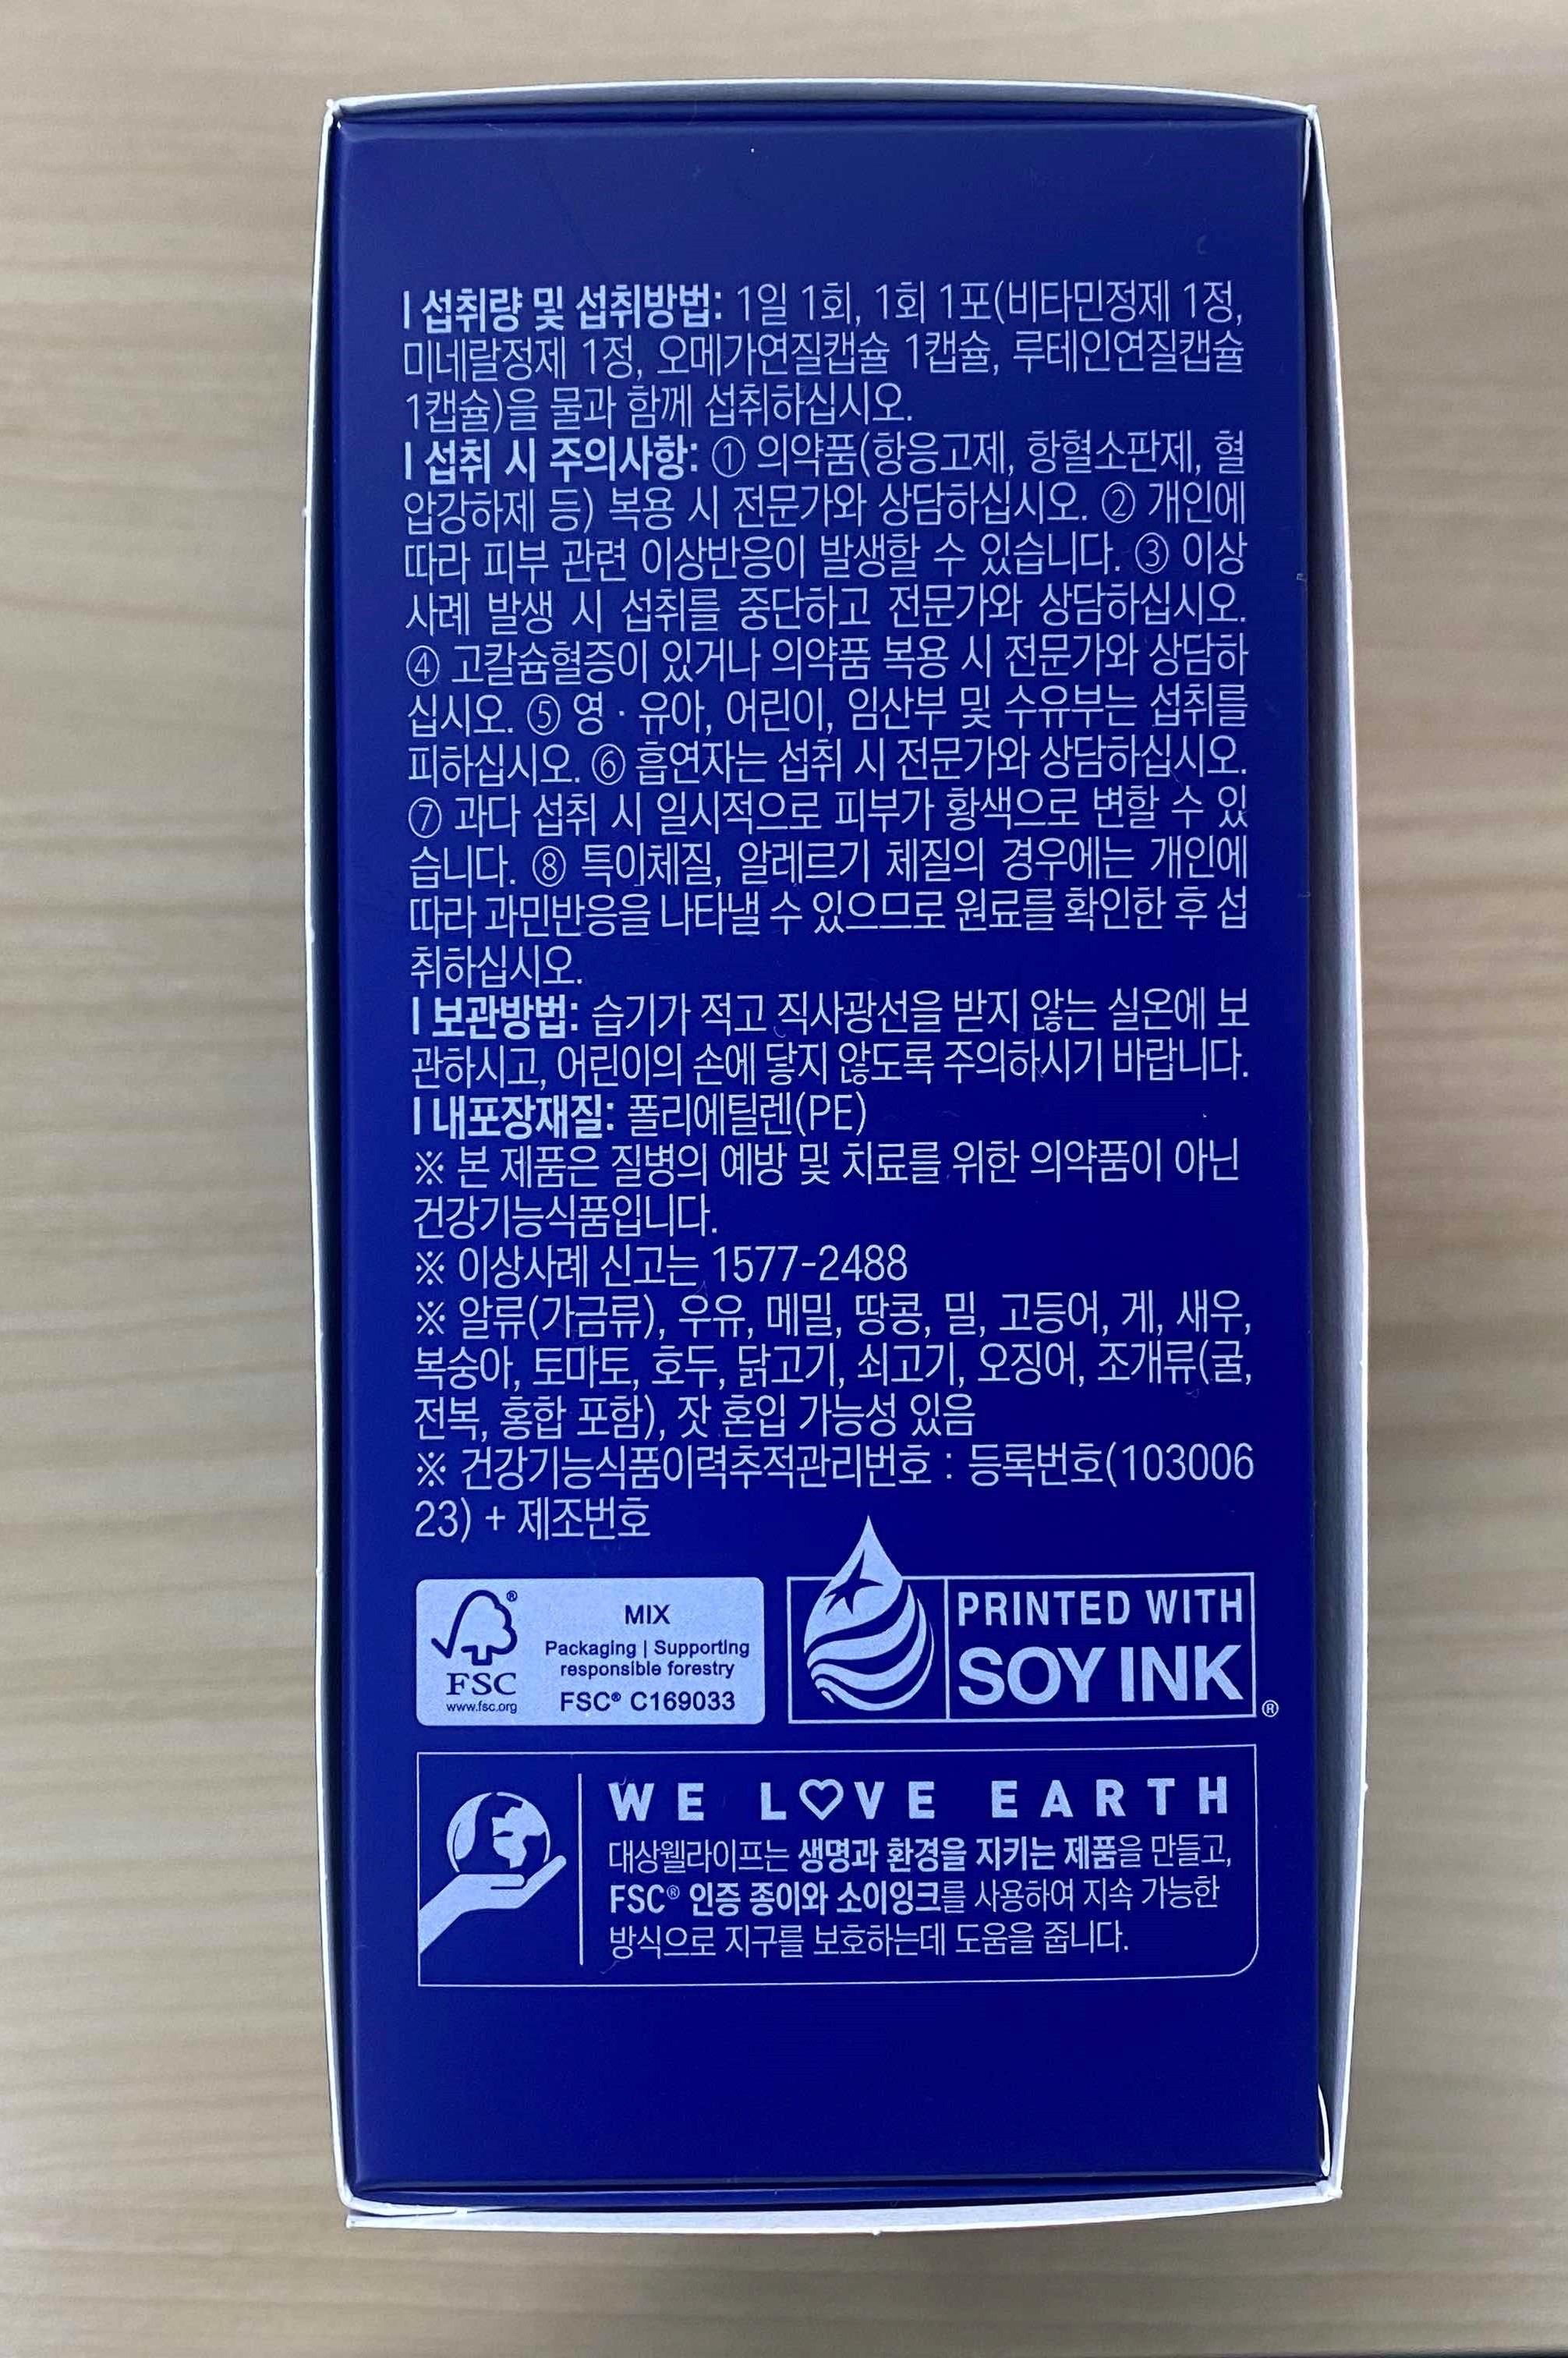 | 섭취량 및 섭취방법: 1일 1회, 1회 1포(비타민정제 1정,
미네랄정제 1정, 오메가연질캡슐 1캡슐, 루테인연질캡슐
1캡슐)을 물과 함께 섭취하십시오.
| 섭취 시 주의사항: ① 의약품(항응고제, 항혈소판제, 혈
압강하제 등) 복용 시 전문가와 상담하십시오. ② 개인에
따라 피부 관련 이상반응이 발생할 수 있습니다. ③ 이상
사례 발생 시 섭취를 중단하고 전문가와 상담하십시오.
④ 고칼슘혈증이 있거나 의약품 복용 시 전문가와 상담하
십시오. ⑤ 영 · 유아, 어린이, 임산부 및 수유부는 섭취를
피하십시오. ⑥ 흡연자는 섭취 시 전문가와 상담하십시오.
⑦ 과다 섭취 시 일시적으로 피부가 황색으로 변할 수 있
습니다. ⑧ 특이체질, 알레르기 체질의 경우에는 개인에
따라 과민반응을 나타낼 수 있으므로 원료를 확인한 후 섭
취하십시오.
| 보관방법: 습기가 적고 직사광선을 받지 않는 실온에 보
관하시고, 어린이의 손에 닿지 않도록 주의하시기 바랍니다.
| 내포장재질: 폴리에틸렌(PE)
※ 본 제품은 질병의 예방 및 치료를 위한 의약품이 아닌
건강기능식품입니다.
※ 이상사례 신고는 1577-2488
※ 알류(가금류), 우유, 메밀, 땅콩, 밀, 고등어, 게, 새우,
복숭아, 토마토, 호두, 닭고기, 쇠고기, 오징어, 조개류(굴,
전복, 홍합 포함), 잣 혼입 가능성 있음
※ 건강기능식품이력추적관리번호 : 등록번호(103006
23) + 제조번호
FSC®
www.fsc.org
MIX
Packaging | Supporting
responsible forestry
FSC® C169033
PRINTED WITH
SOY INK®
WE L♡VE EARTH
대상웰라이프는 생명과 환경을 지키는 제품을 만들고,
FSC® 인증 종이와 소이잉크를 사용하여 지속 가능한
방식으로 지구를 보호하는데 도움을 줍니다.